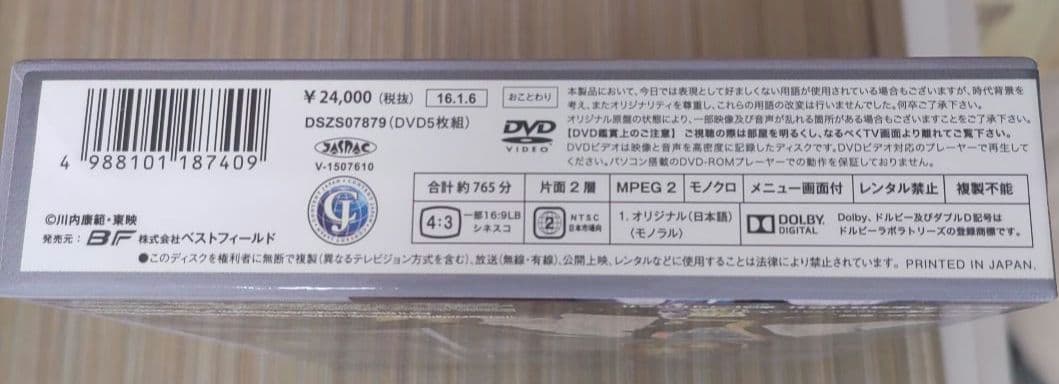 ¥24,000（税抜） 16.1.6
DSZS07879（DVD5枚組）
JASRAC
V-1507610
4 988101 187409
©川内康範・東映
発売元： BF 株式会社ベストフィールド
おことわり
本製品において、今日では表現として好ましくない用語が使用されている場合もございますが、時代背景を
考え、またオリジナリティを尊重し、これらの用語の改変は行いませんでした。何卒ご了承下さい。
オリジナル原盤の状態により、一部映像及び音声が乱れる箇所がある場合もございますことをご了承下さい。
DVD VIDEO
【DVD鑑賞上のご注意】 ご視聴の際は部屋を明るくし、なるべくTV画面より離れてご覧下さい。
DVDビデオは映像と音声を高密度に記録したディスクです。DVDビデオ対応のプレーヤーで再生して
ください。パソコン搭載のDVD-ROMプレーヤーでの動作を保証しておりません。
合計 約765分 片面2層 MPEG 2 モノクロ メニュー画面付 レンタル禁止 複製不能
4:3 一部16:9LB
シネスコ
2 NTSC
日本市場向
1. オリジナル（日本語）
（モノラル）
DOLBY
DIGITAL
Dolby、ドルビー及びダブルD記号は
ドルビーラボラトリーズの登録商標です。
●このディスクを権利者に無断で複製（異なるテレビジョン方式を含む）、放送（無線・有線）、公開上映、レンタルなどに使用することは法律により禁止されています。 PRINTED IN JAPAN.